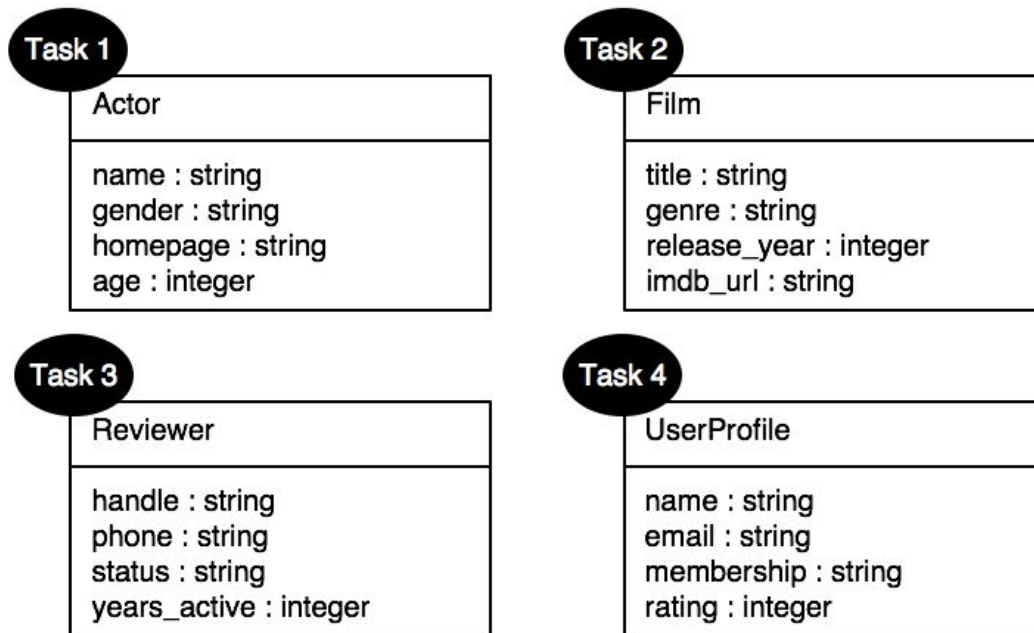 Task 1
Actor
name : string
gender : string
homepage : string
age : integer
Task 2
Film
title : string
genre : string
release_year : integer
imdb_url : string
Task 3
Reviewer
handle : string
phone : string
status : string
years_active : integer
Task 4
UserProfile
name : string
email : string
membership : string
rating : integer